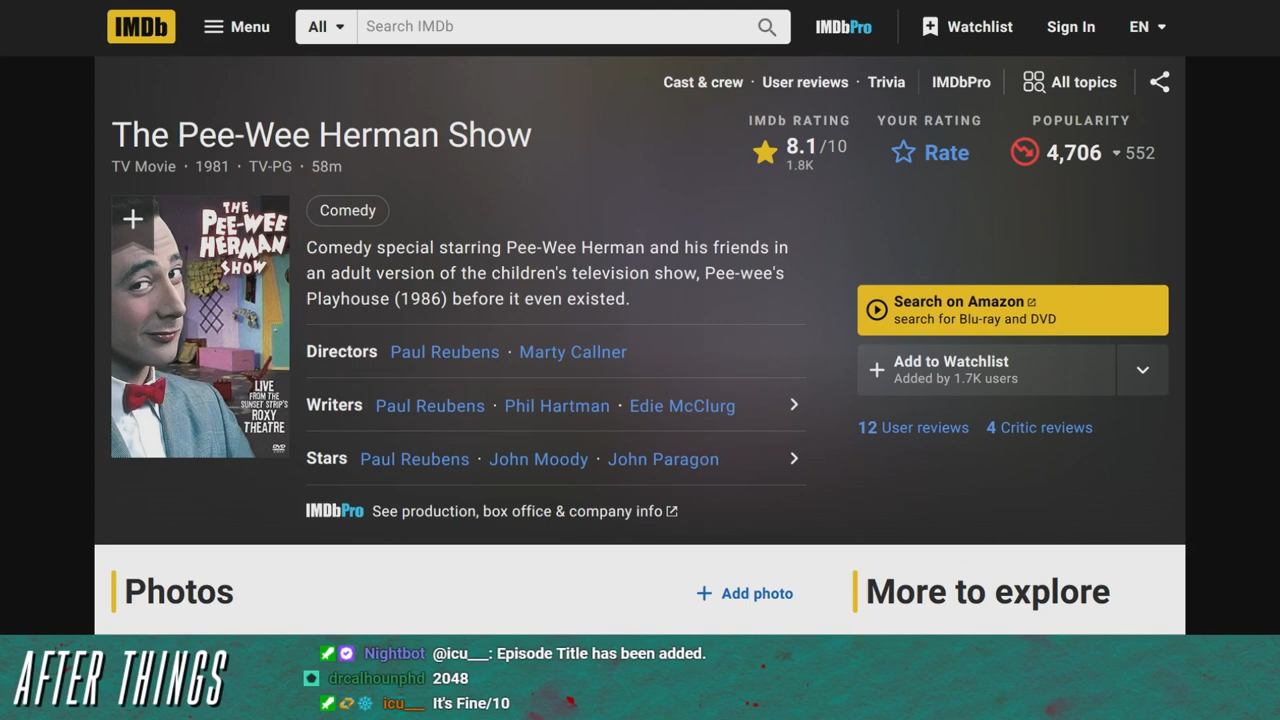 IMDb
Menu
All
Search IMDb
IMDbPro
Watchlist
Sign In
EN
Cast & crew · User reviews · Trivia
IMDbPro
All topics
The Pee-Wee Herman Show
TV Movie · 1981 · TV-PG · 58m
IMDb RATING
8.1/10
1.8K
YOUR RATING
Rate
POPULARITY
4,706
552
THE
PEE-WEE
HERMAN
SHOW
LIVE
FROM THE
SUNSET STRIP'S
ROXY
THEATRE
DVD
Comedy
Comedy special starring Pee-Wee Herman and his friends in
an adult version of the children's television show, Pee-wee's
Playhouse (1986) before it even existed.
Directors Paul Reubens · Marty Callner
Writers Paul Reubens · Phil Hartman · Edie McClurg
Stars Paul Reubens · John Moody · John Paragon
IMDbPro See production, box office & company info
Search on Amazon
search for Blu-ray and DVD
Add to Watchlist
Added by 1.7K users
12 User reviews 4 Critic reviews
Photos
Add photo
More to explore
AFTER THINGS
Nightbot @icu___: Episode Title has been added.
drcalhounphd 2048
icu___ It's Fine/10